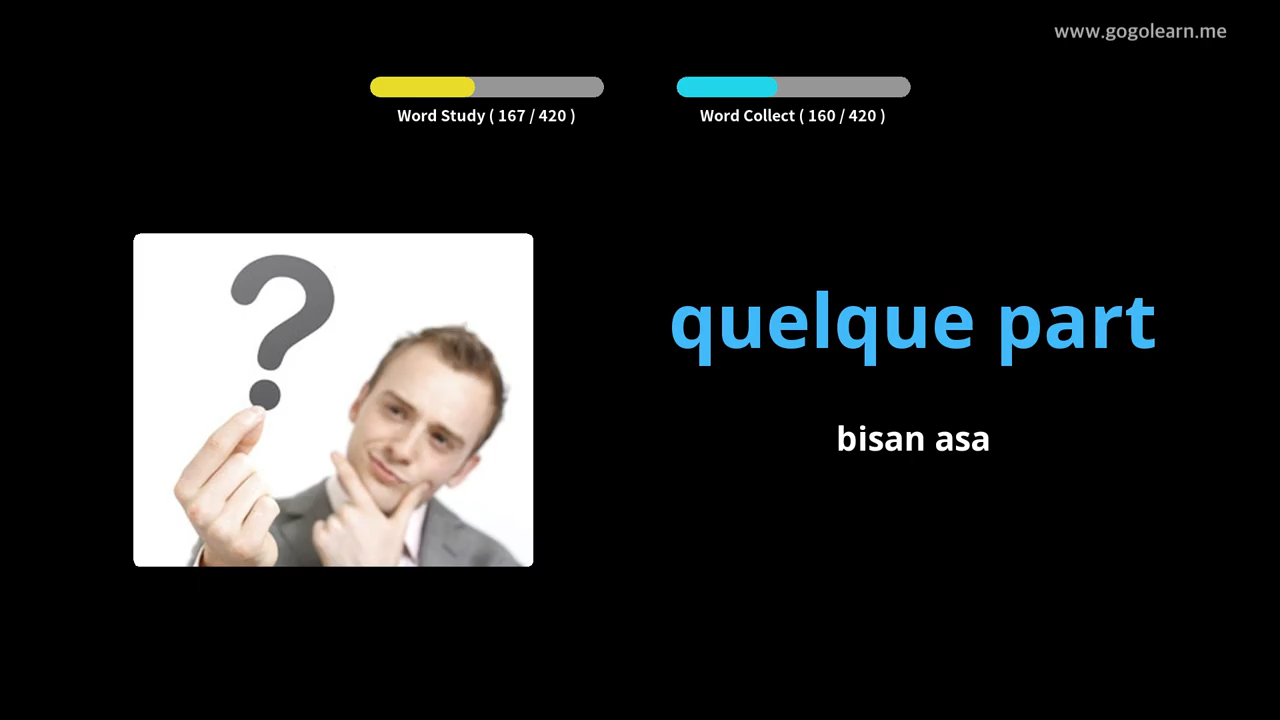 www.gogolearn.me
Word Study ( 167 / 420 )
Word Collect ( 160 / 420 )
?
quelque part
bisan asa